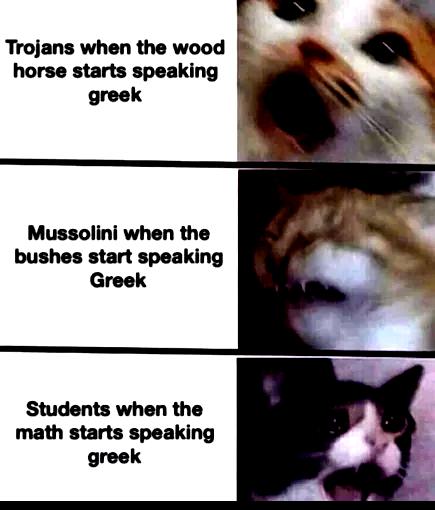 Trojans when the wood
horse starts speaking
greek
Mussolini when the
bushes start speaking
Greek
Students when the
math starts speaking
greek